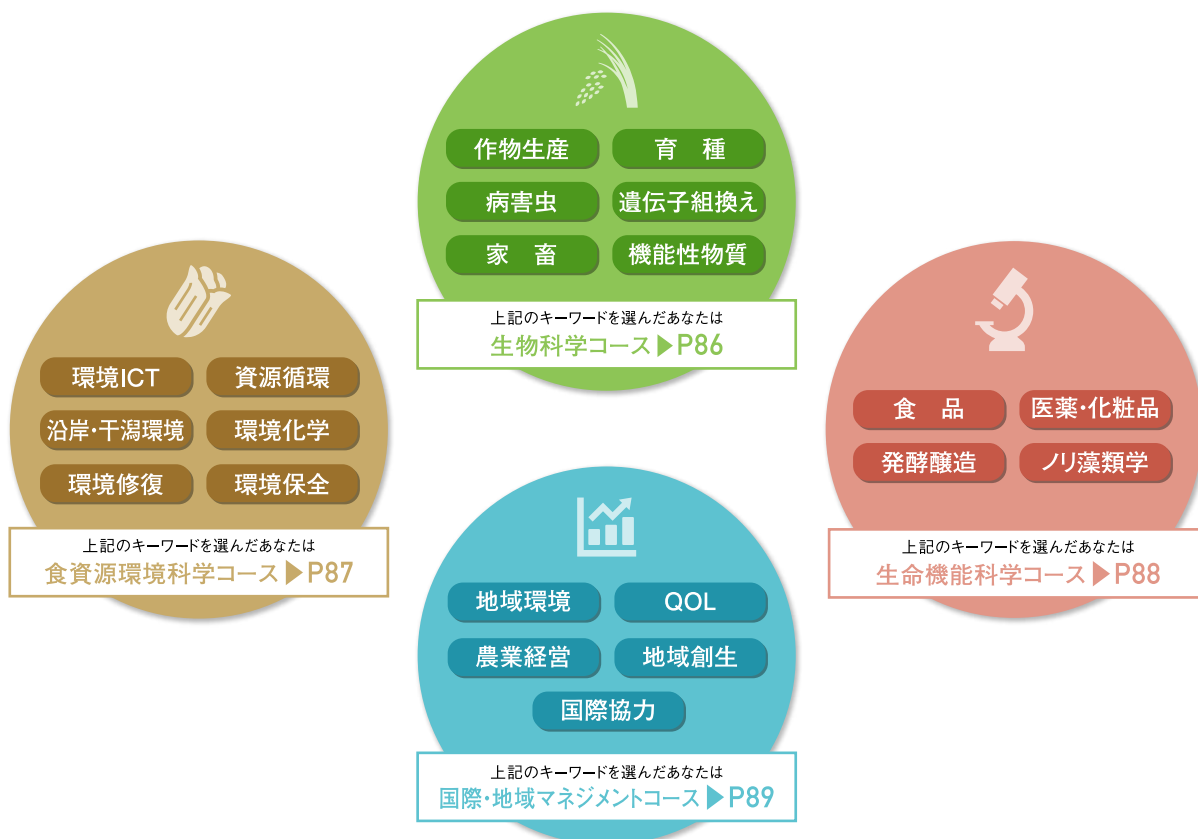 作物生産
育　種
病害虫
遺伝子組換え
家　畜
機能性物質
上記のキーワードを選んだあなたは
生物科学コース▶P86
環境ICT
資源循環
沿岸・干潟環境
環境化学
環境修復
環境保全
上記のキーワードを選んだあなたは
食資源環境科学コース▶P87
食　品
医薬・化粧品
発酵醸造
ノリ藻類学
上記のキーワードを選んだあなたは
生命機能科学コース▶P88
地域環境
QOL
農業経営
地域創生
国際協力
上記のキーワードを選んだあなたは
国際・地域マネジメントコース▶P89